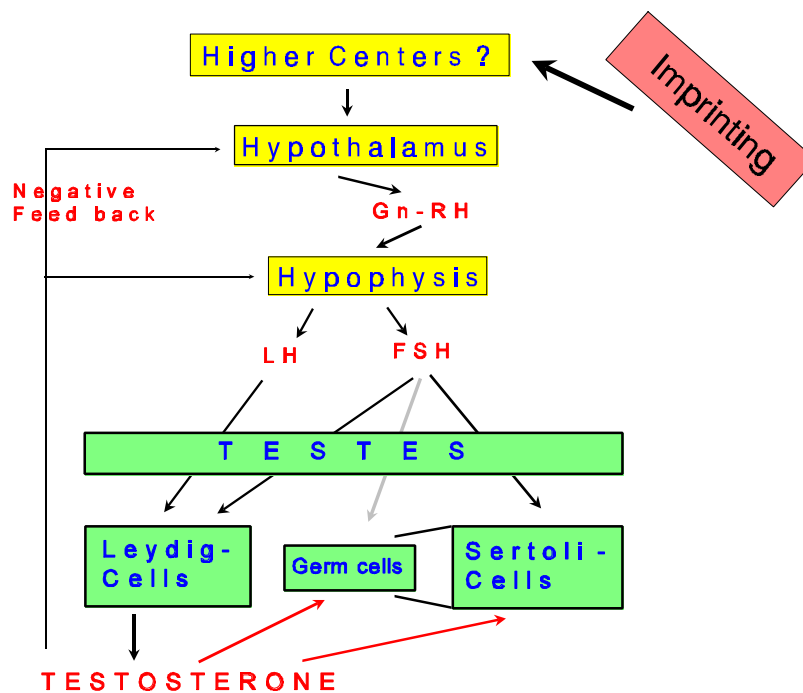 Higher Centers ?
Imprinting
Hypothalamus
Negative
Feed back
Gn-RH
Hypophysis
LH
FSH
TESTES
Leydig-
Cells
Germ cells
Sertoli-
Cells
TESTOSTERONE